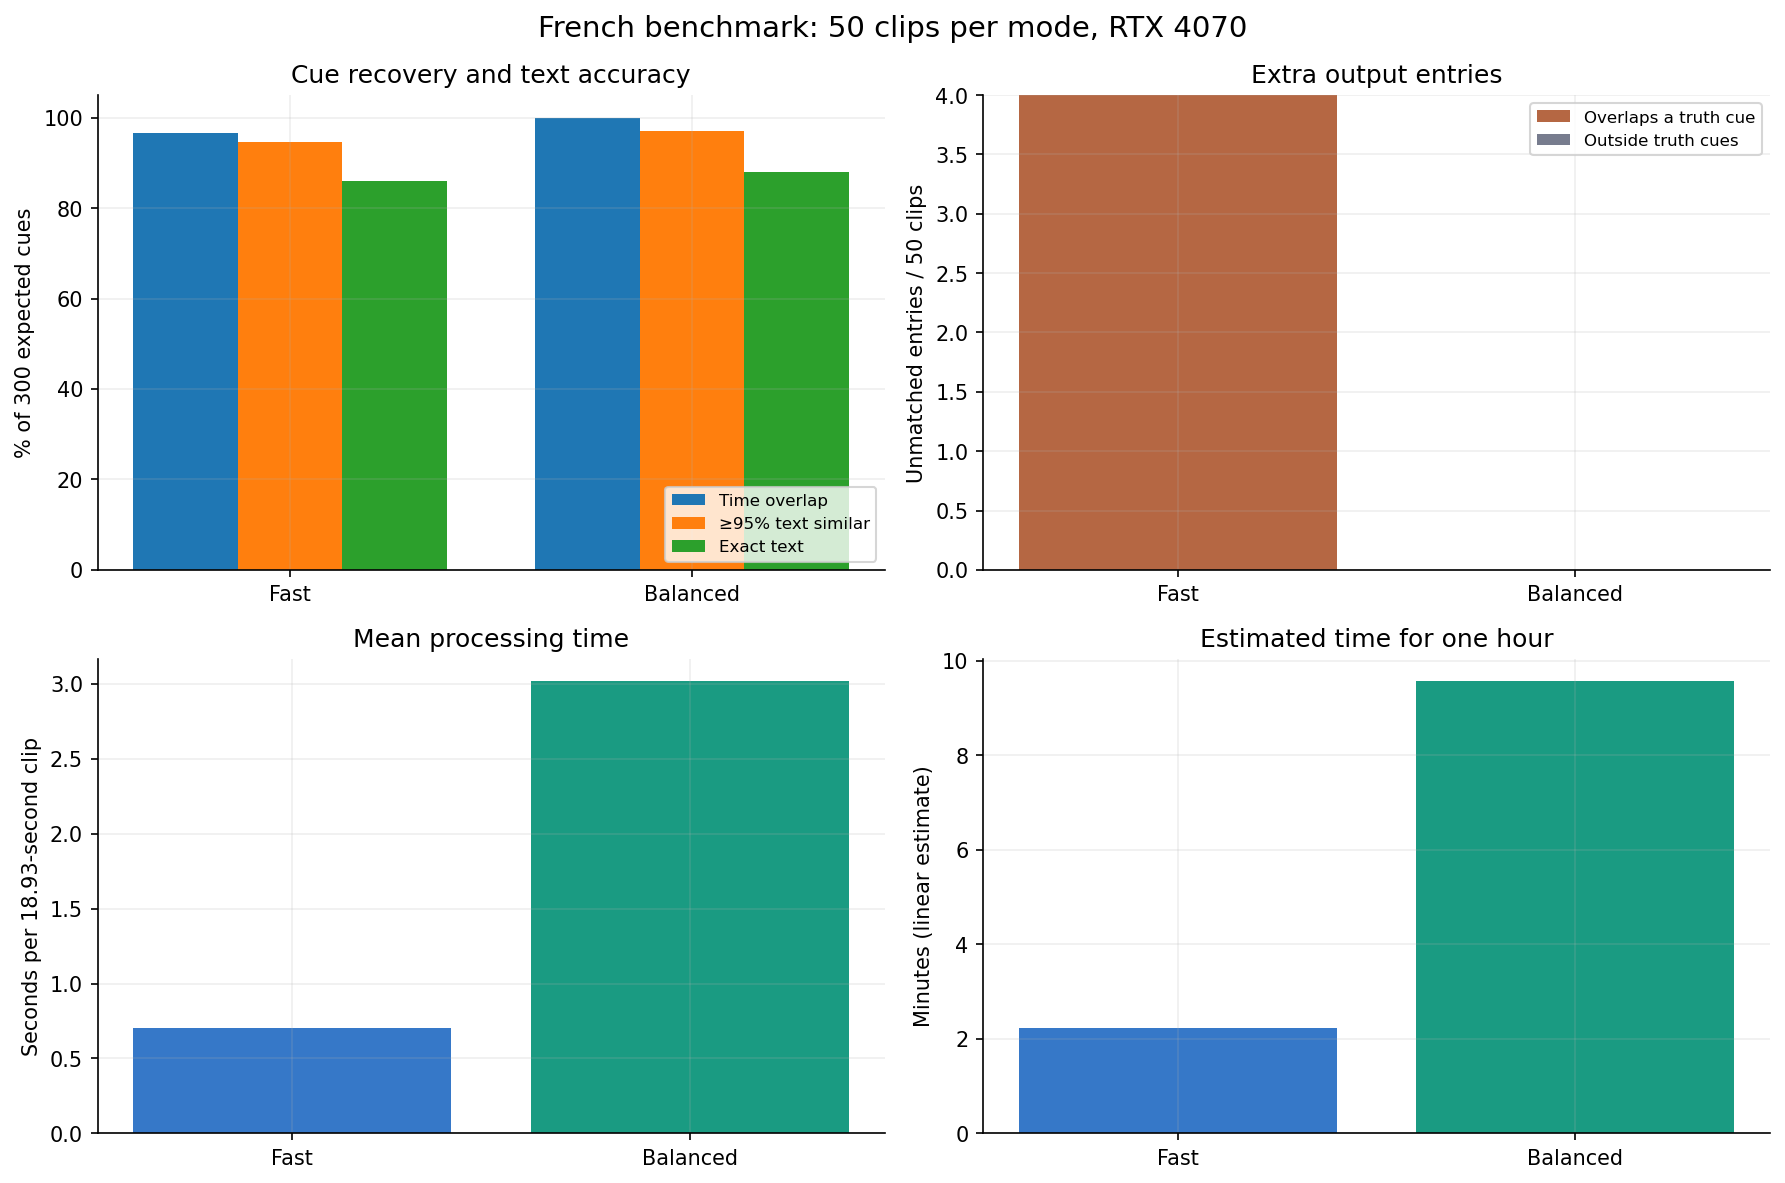 French benchmark: 50 clips per mode, RTX 4070
Cue recovery and text accuracy
% of 300 expected cues
100
80
60
40
20
0
Time overlap
≥95% text similar
Exact text
Fast
Balanced
Extra output entries
Unmatched entries / 50 clips
4.0
3.5
3.0
2.5
2.0
1.5
1.0
0.5
0.0
Overlaps a truth cue
Outside truth cues
Fast
Balanced
Mean processing time
Seconds per 18.93-second clip
3.0
2.5
2.0
1.5
1.0
0.5
0.0
Fast
Balanced
Estimated time for one hour
Minutes (linear estimate)
10
8
6
4
2
0
Fast
Balanced